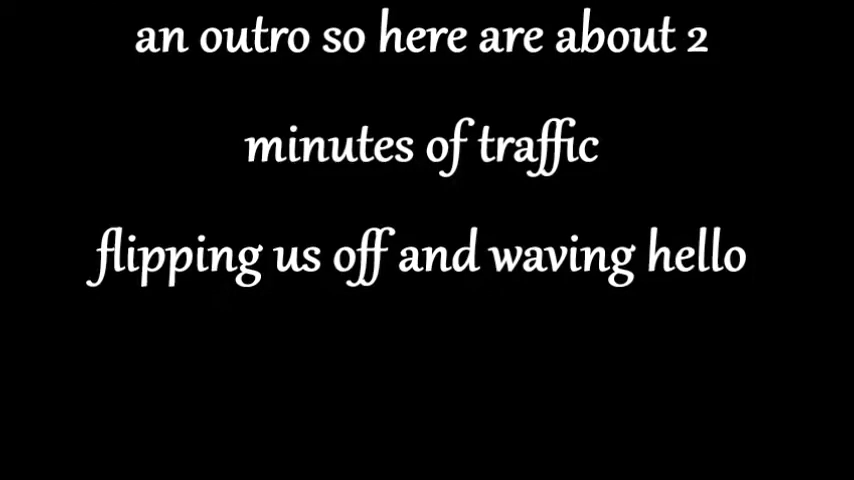 an outro so here are about 2
minutes of traffic
flipping us off and waving hello